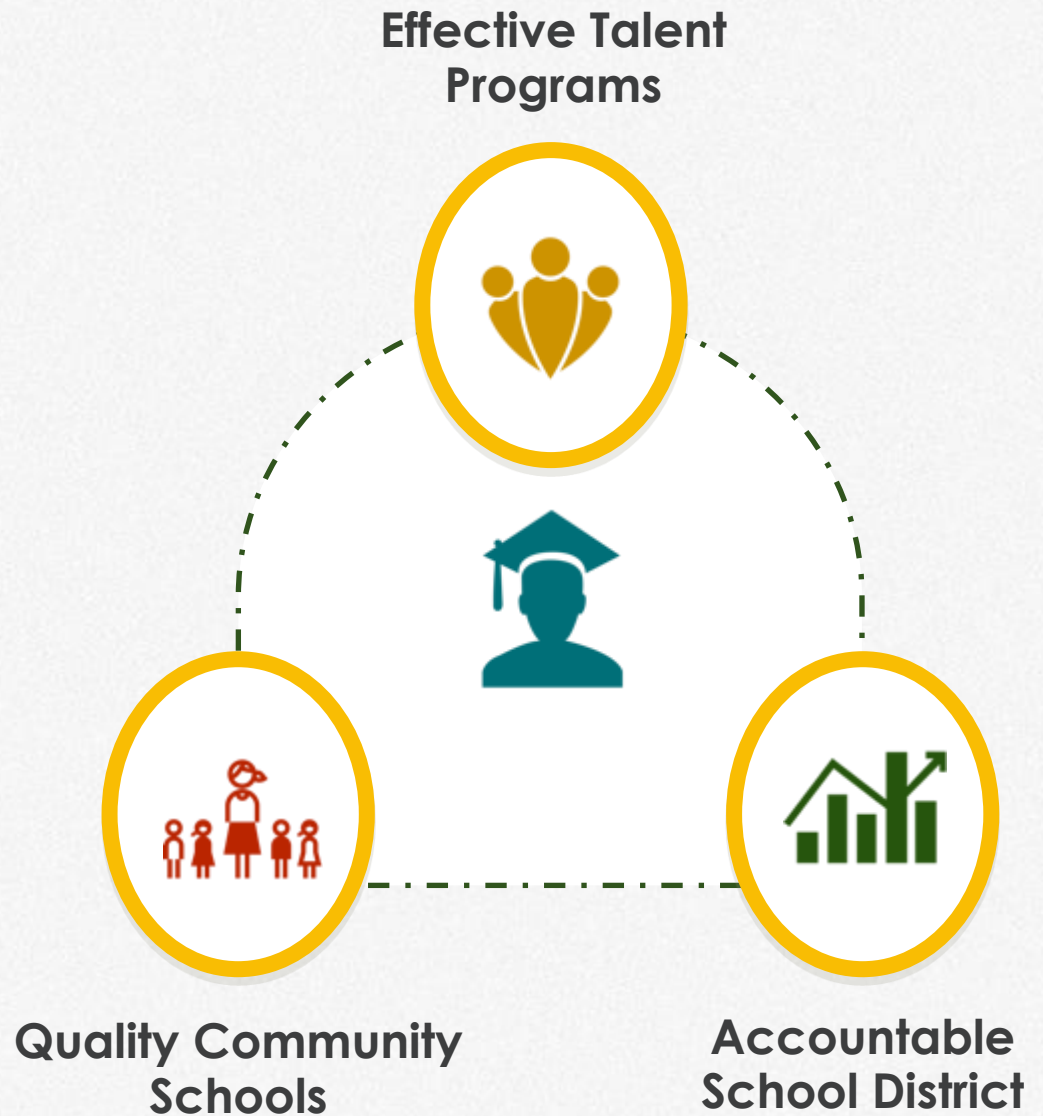 Effective Talent
Programs
Quality Community
Schools
Accountable
School District